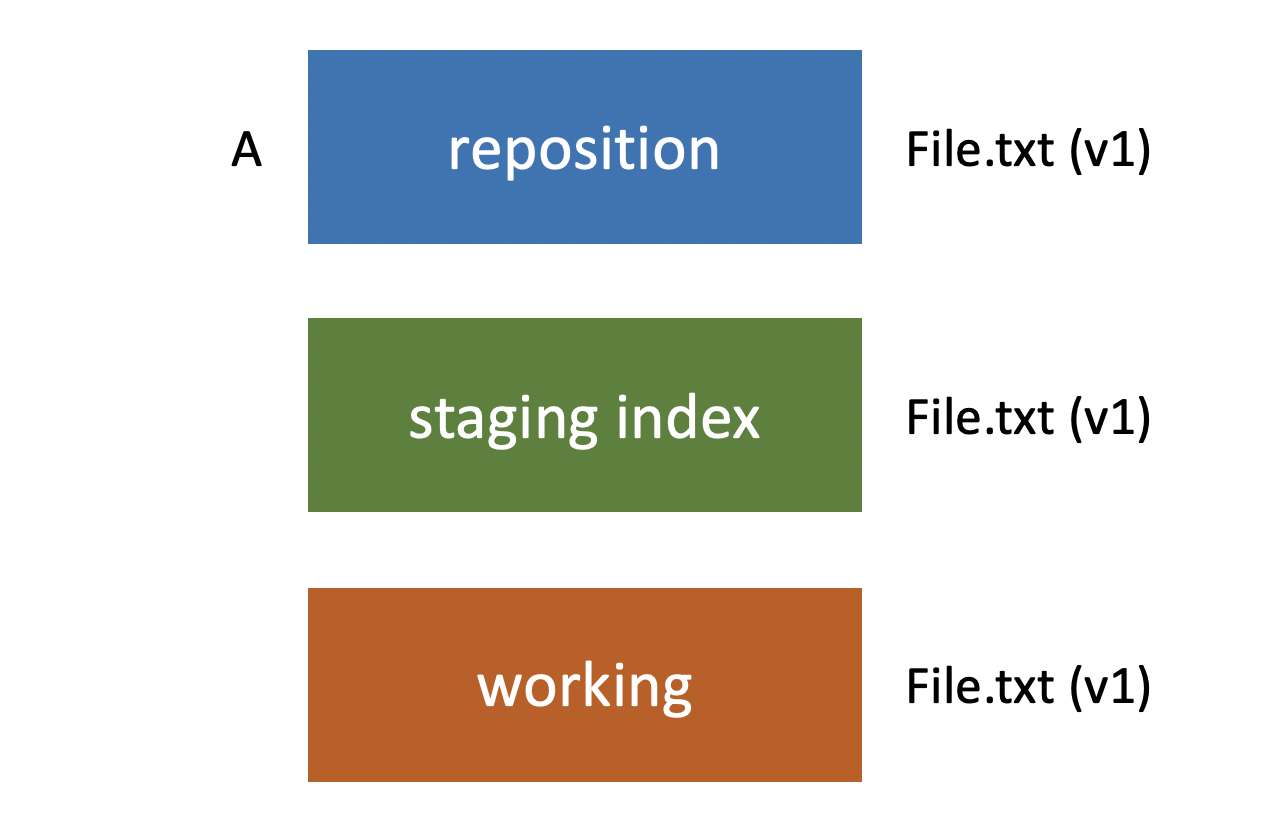 A reposition File.txt (v1)
staging index File.txt (v1)
working File.txt (v1)